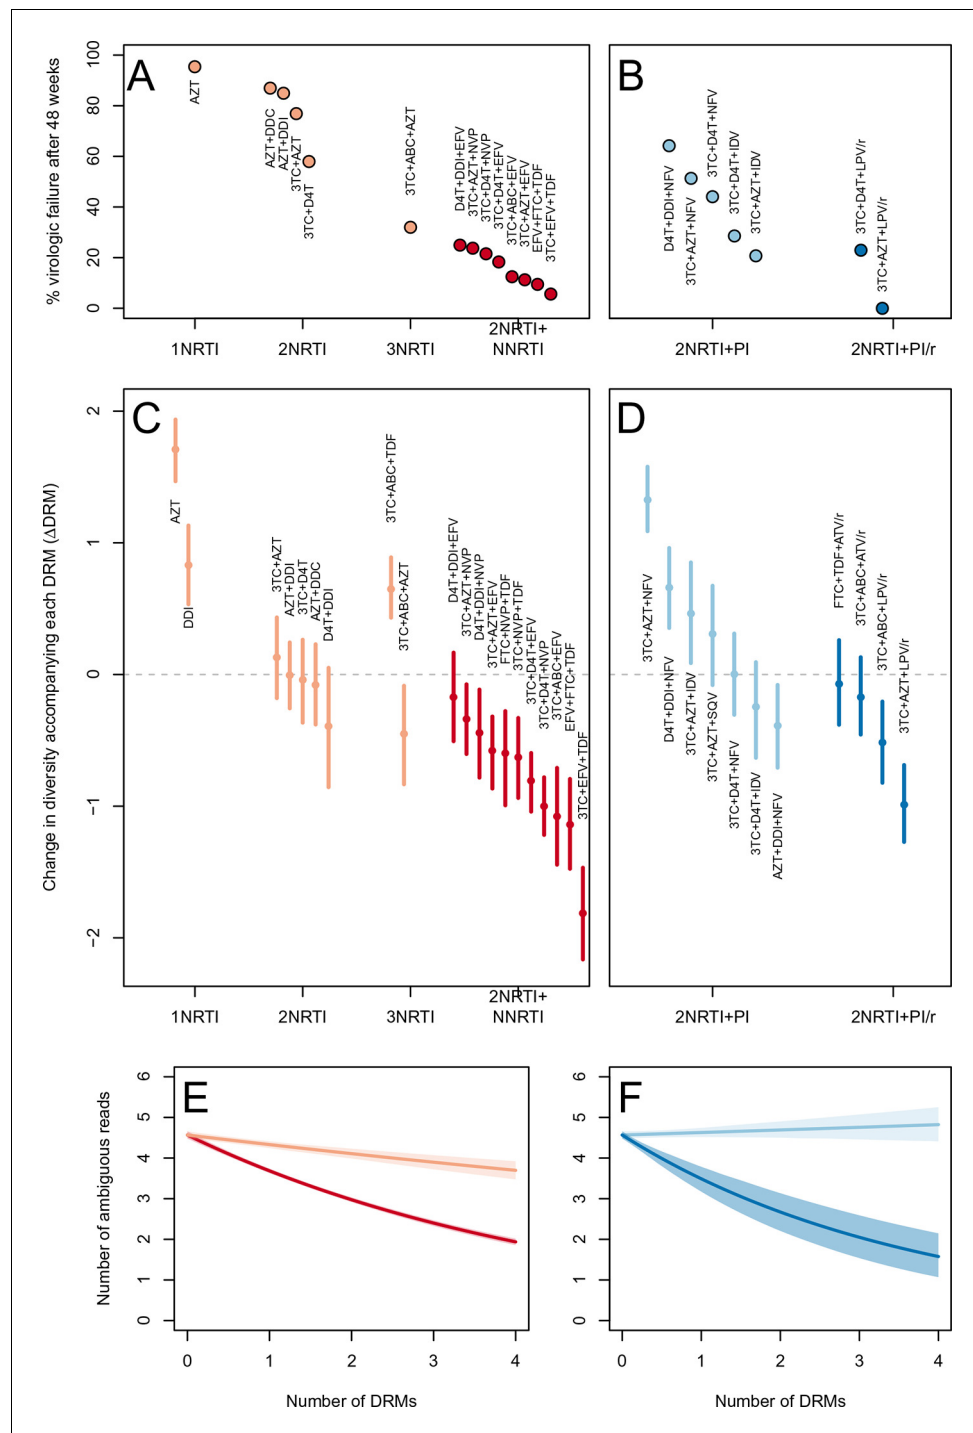 A
B
% virologic failure after 48 weeks
100
80
60
40
20
0
AZT
AZT+DDC
AZT+DDI
3TC+AZT
3TC+D4T
3TC+ABC+AZT
D4T+DDI+EFV
3TC+AZT+NVP
3TC+D4T+NVP
3TC+D4T+EFV
3TC+ABC+EFV
3TC+AZT+EFV
EFV+FTC+TDF
3TC+EFV+TDF
1NRTI
2NRTI
3NRTI
2NRTI+
NNRTI
D4T+DDI+NFV
3TC+AZT+NFV
3TC+D4T+NFV
3TC+D4T+IDV
3TC+AZT+IDV
3TC+D4T+LPV/r
3TC+AZT+LPV/r
2NRTI+PI
2NRTI+PI/r
C
D
Change in diversity accompanying each DRM (ΔDRM)
2
1
0
−1
−2
AZT
DDI
3TC+AZT
AZT+DDI
3TC+D4T
AZT+DDC
D4T+DDI
3TC+ABC+TDF
3TC+ABC+AZT
D4T+DDI+EFV
3TC+AZT+NVP
D4T+DDI+NVP
3TC+AZT+EFV
FTC+NVP+TDF
3TC+NVP+TDF
3TC+D4T+EFV
3TC+D4T+NVP
3TC+ABC+EFV
EFV+FTC+TDF
3TC+EFV+TDF
1NRTI
2NRTI
3NRTI
2NRTI+
NNRTI
3TC+AZT+NFV
D4T+DDI+NFV
3TC+AZT+IDV
3TC+AZT+SQV
3TC+D4T+NFV
3TC+D4T+IDV
AZT+DDI+NFV
FTC+TDF+ATV/r
3TC+ABC+ATV/r
3TC+ABC+LPV/r
3TC+AZT+LPV/r
2NRTI+PI
2NRTI+PI/r
E
Number of ambiguous reads
6
5
4
3
2
1
0
0
1
2
3
4
Number of DRMs
F
6
5
4
3
2
1
0
0
1
2
3
4
Number of DRMs